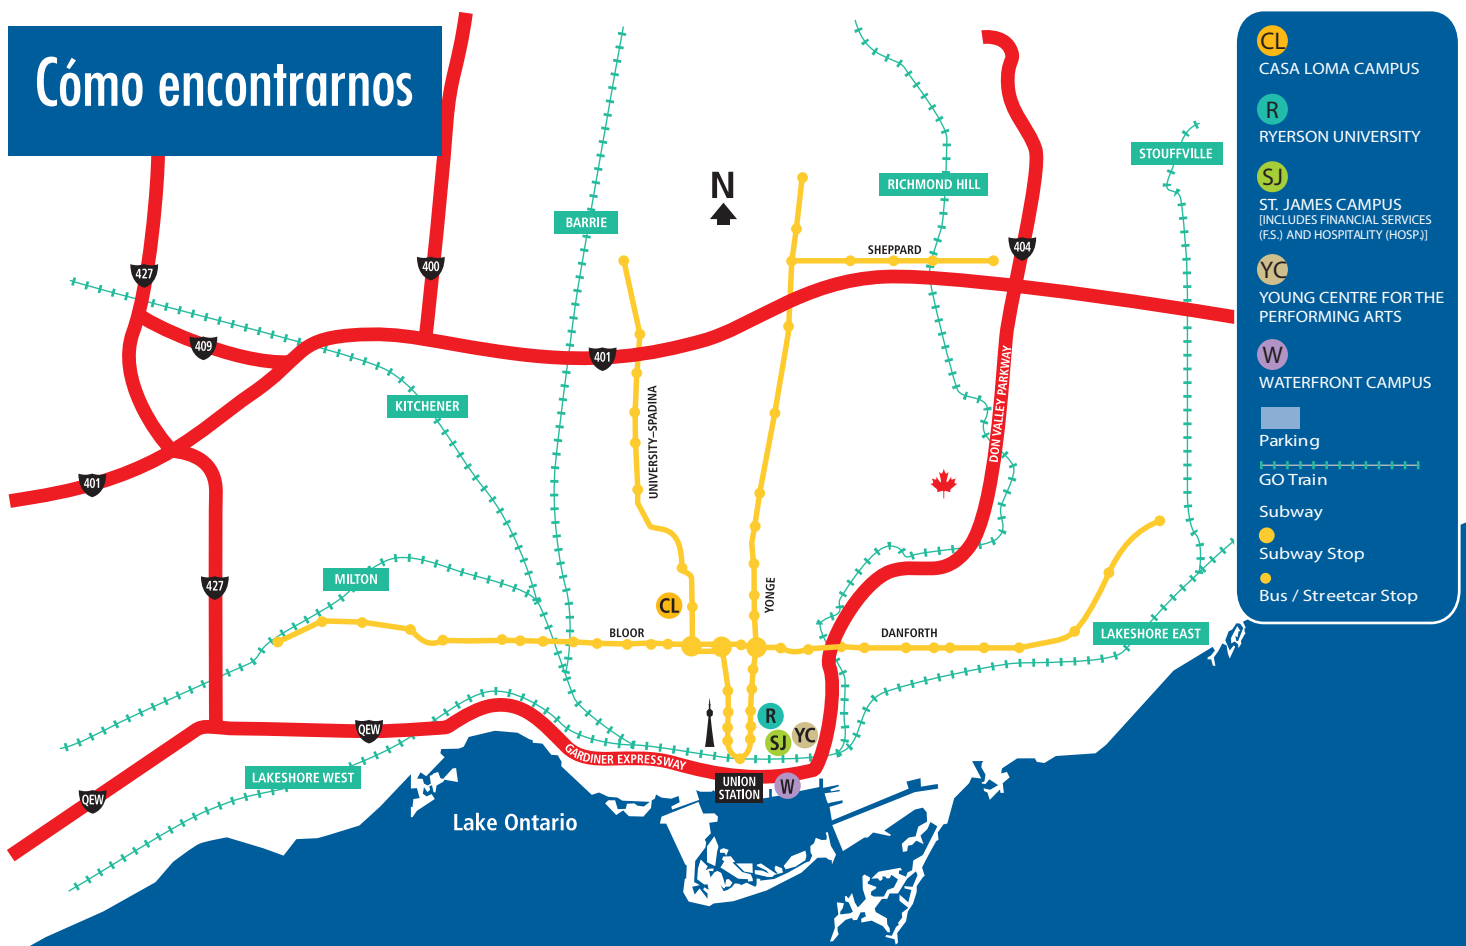 Cómo encontrarnos
CL
CASA LOMA CAMPUS
R
RYERSON UNIVERSITY
SJ
ST. JAMES CAMPUS
[INCLUDES FINANCIAL SERVICES
(F.S.) AND HOSPITALITY (HOSP.)]
YC
YOUNG CENTRE FOR THE
PERFORMING ARTS
W
WATERFRONT CAMPUS
Parking
GO Train
Subway
Subway Stop
Bus / Streetcar Stop
STOUFFVILLE
N
RICHMOND HILL
BARRIE
SHEPPARD
404
400
427
409
401
KITCHENER
UNIVERSITY–SPADINA
DON VALLEY PARKWAY
401
MILTON
427
CL
YONGE
BLOOR
DANFORTH
LAKESHORE EAST
R
SJ
YC
QEW
GARDINER EXPRESSWAY
LAKESHORE WEST
UNION
STATION
W
QEW
Lake Ontario